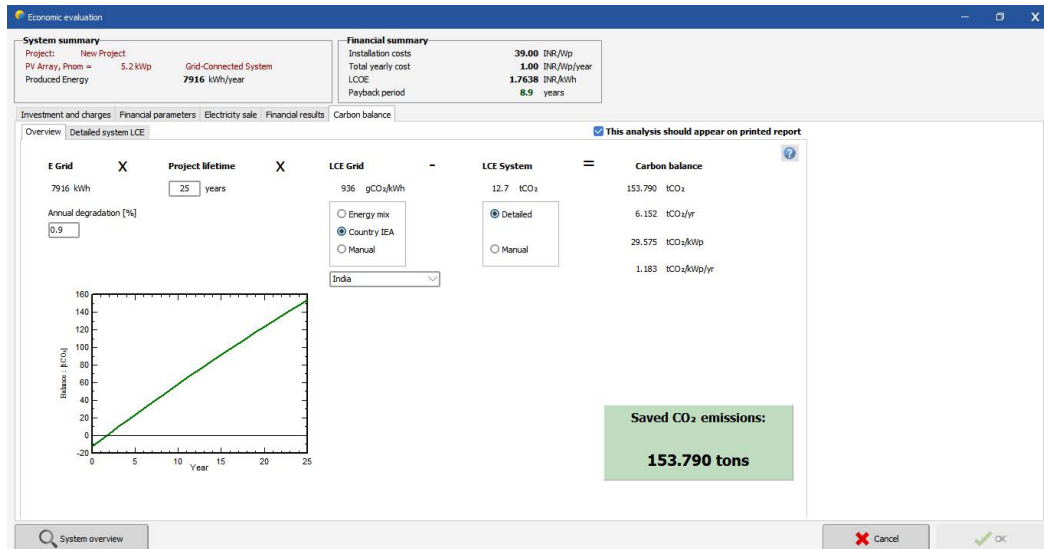 Economic evaluation
System summary
Project: New Project
PV Array, Pnom = 5.2 kWp Grid-Connected System
Produced Energy 7916 kWh/year
Financial summary
Installation costs 39.00 INR/Wp
Total yearly cost 1.00 INR/Wp/year
LCOE 1.7638 INR/kWh
Payback period 8.9 years
Investment and charges Financial parameters Electricity sale Financial results Carbon balance
Overview Detailed system LCE This analysis should appear on printed report
E Grid X Project lifetime X LCE Grid - LCE System = Carbon balance ?
7916 kWh 25 years 936 gCO₂/kWh 12.7 tCO₂ 153.790 tCO₂
Annual degradation [%] Energy mix Detailed 6.152 tCO₂/yr
0.9 Country IEA
Manual Manual 29.575 tCO₂/kWp
India 1.183 tCO₂/kWp/yr
160
140
120
100
80
60
40
20
0
-20
Balance : [tCO₂]
0 5 10 15 20 25
Year
Saved CO₂ emissions:
153.790 tons
System overview Cancel OK